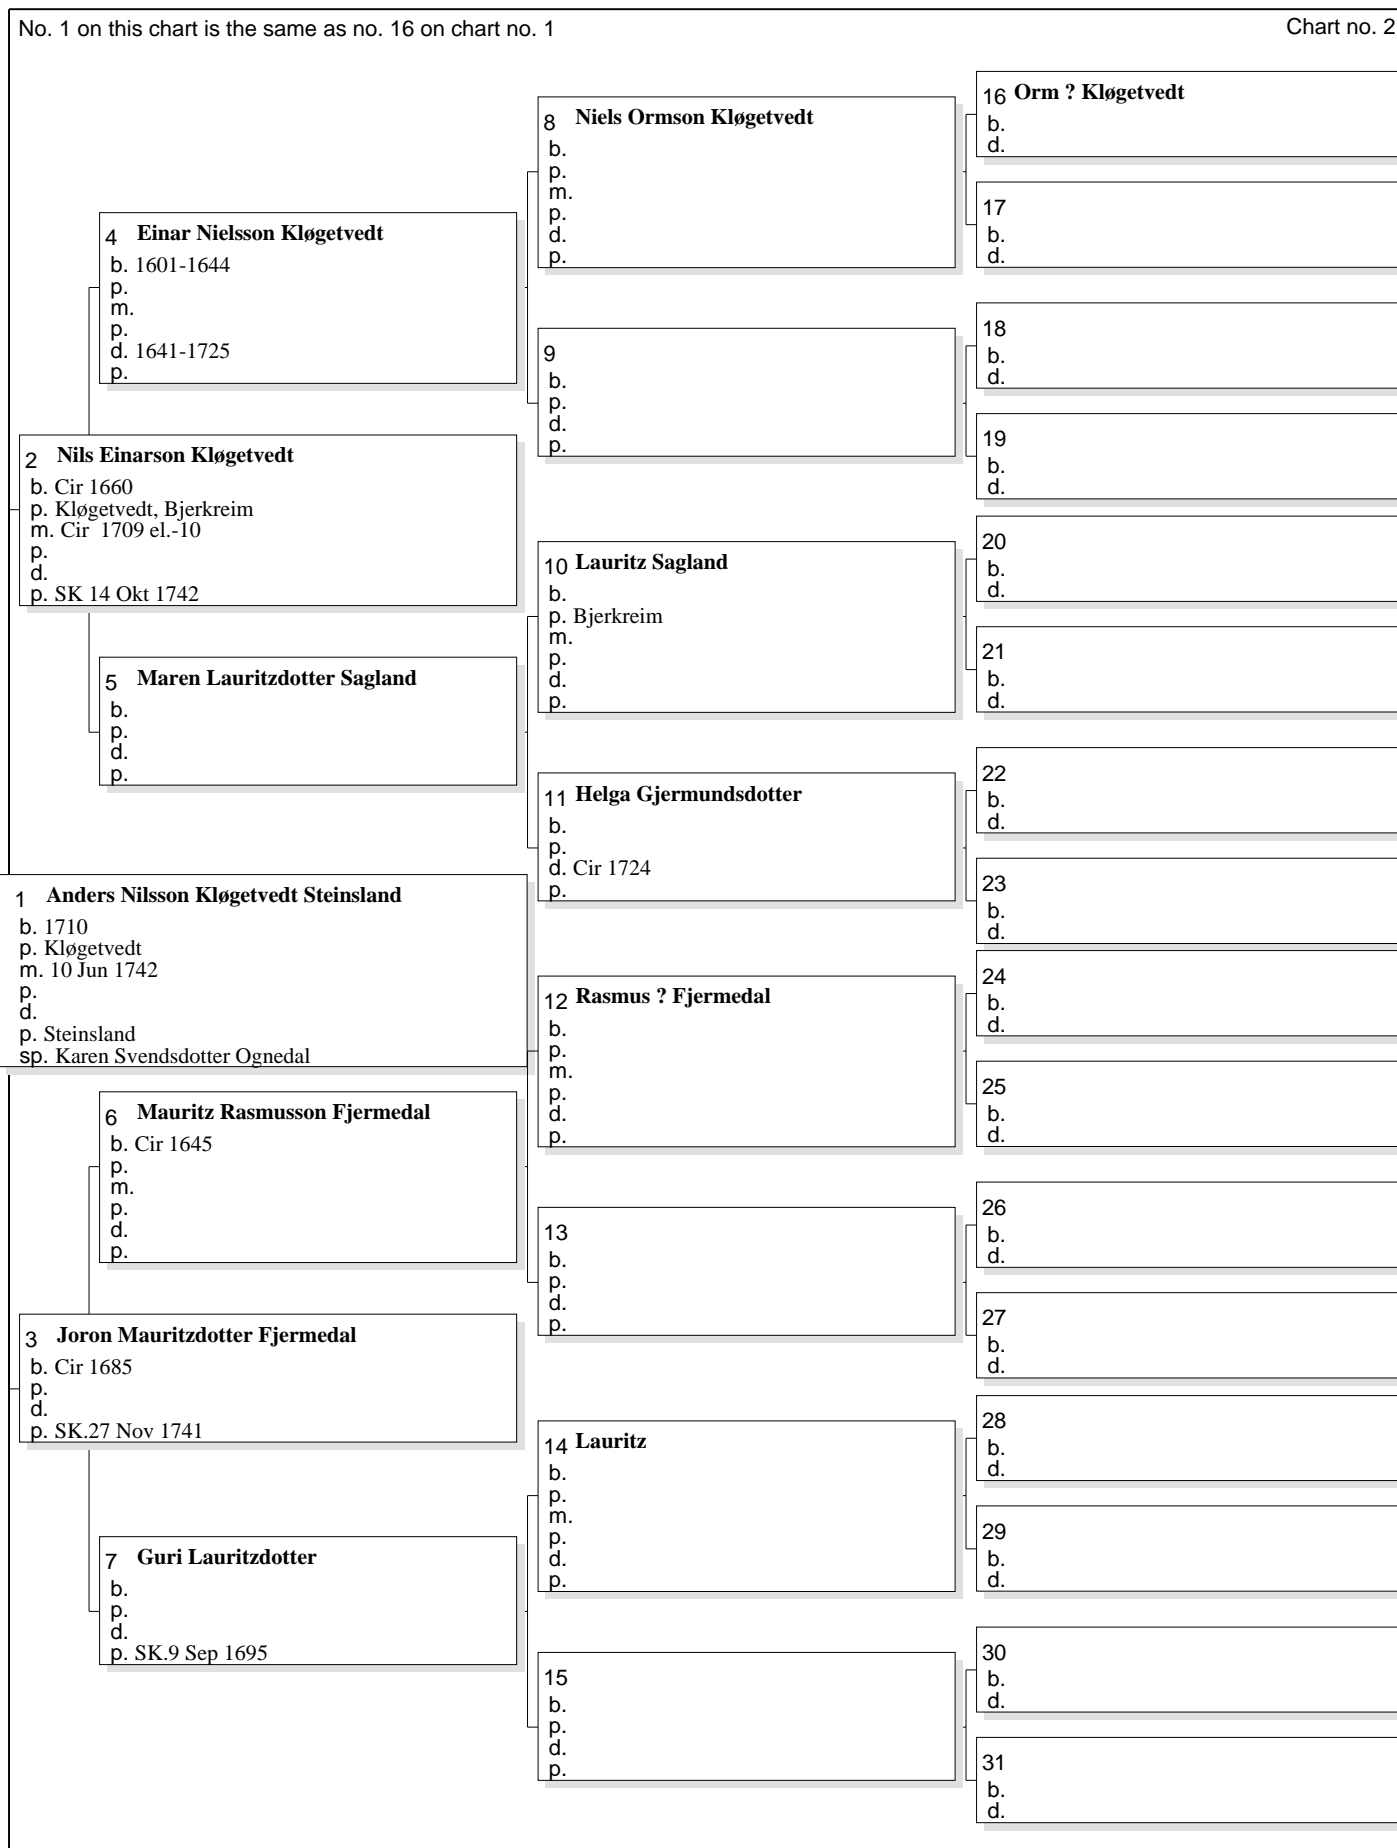 No. 1 on this chart is the same as no. 16 on chart no. 1
Chart no. 2
16 Orm ? Kløgetvedt
b.
d.
8 Niels Ormson Kløgetvedt
b.
p.
m.
p.
d.
p.
17
b.
d.
4 Einar Nielsson Kløgetvedt
b. 1601-1644
p.
m.
p.
d. 1641-1725
p.
18
b.
d.
9
b.
p.
d.
p.
19
b.
d.
2 Nils Einarson Kløgetvedt
b. Cir 1660
p. Kløgetvedt, Bjerkreim
m. Cir 1709 el.-10
p.
d.
p. SK 14 Okt 1742
20
b.
d.
10 Lauritz Sagland
b.
p. Bjerkreim
m.
p.
d.
p.
21
b.
d.
5 Maren Lauritzdotter Sagland
b.
p.
d.
p.
22
b.
d.
11 Helga Gjermundsdotter
b.
p.
d. Cir 1724
p.
23
b.
d.
1 Anders Nilsson Kløgetvedt Steinsland
b. 1710
p. Kløgetvedt
m. 10 Jun 1742
p.
d.
p. Steinsland
sp. Karen Svendsdotter Ognedal
24
b.
d.
12 Rasmus ? Fjermedal
b.
p.
m.
p.
d.
p.
25
b.
d.
6 Mauritz Rasmusson Fjermedal
b. Cir 1645
p.
m.
p.
d.
p.
26
b.
d.
13
b.
p.
d.
p.
27
b.
d.
3 Joron Mauritzdotter Fjermedal
b. Cir 1685
p.
d.
p. SK.27 Nov 1741
28
b.
d.
14 Lauritz
b.
p.
m.
p.
d.
p.
29
b.
d.
7 Guri Lauritzdotter
b.
p.
d.
p. SK.9 Sep 1695
30
b.
d.
15
b.
p.
d.
p.
31
b.
d.